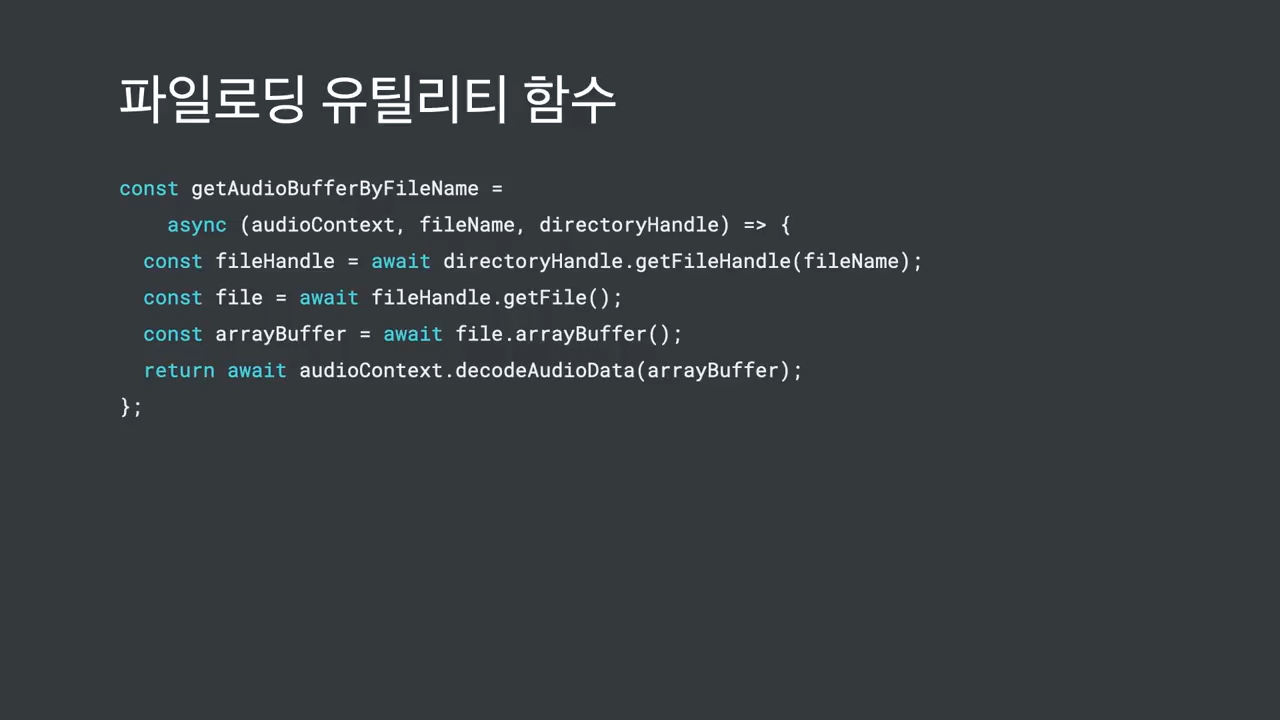 파일로딩 유틸리티 함수
const getAudioBufferByFileName =
    async (audioContext, fileName, directoryHandle) => {
  const fileHandle = await directoryHandle.getFileHandle(fileName);
  const file = await fileHandle.getFile();
  const arrayBuffer = await file.arrayBuffer();
  return await audioContext.decodeAudioData(arrayBuffer);
};